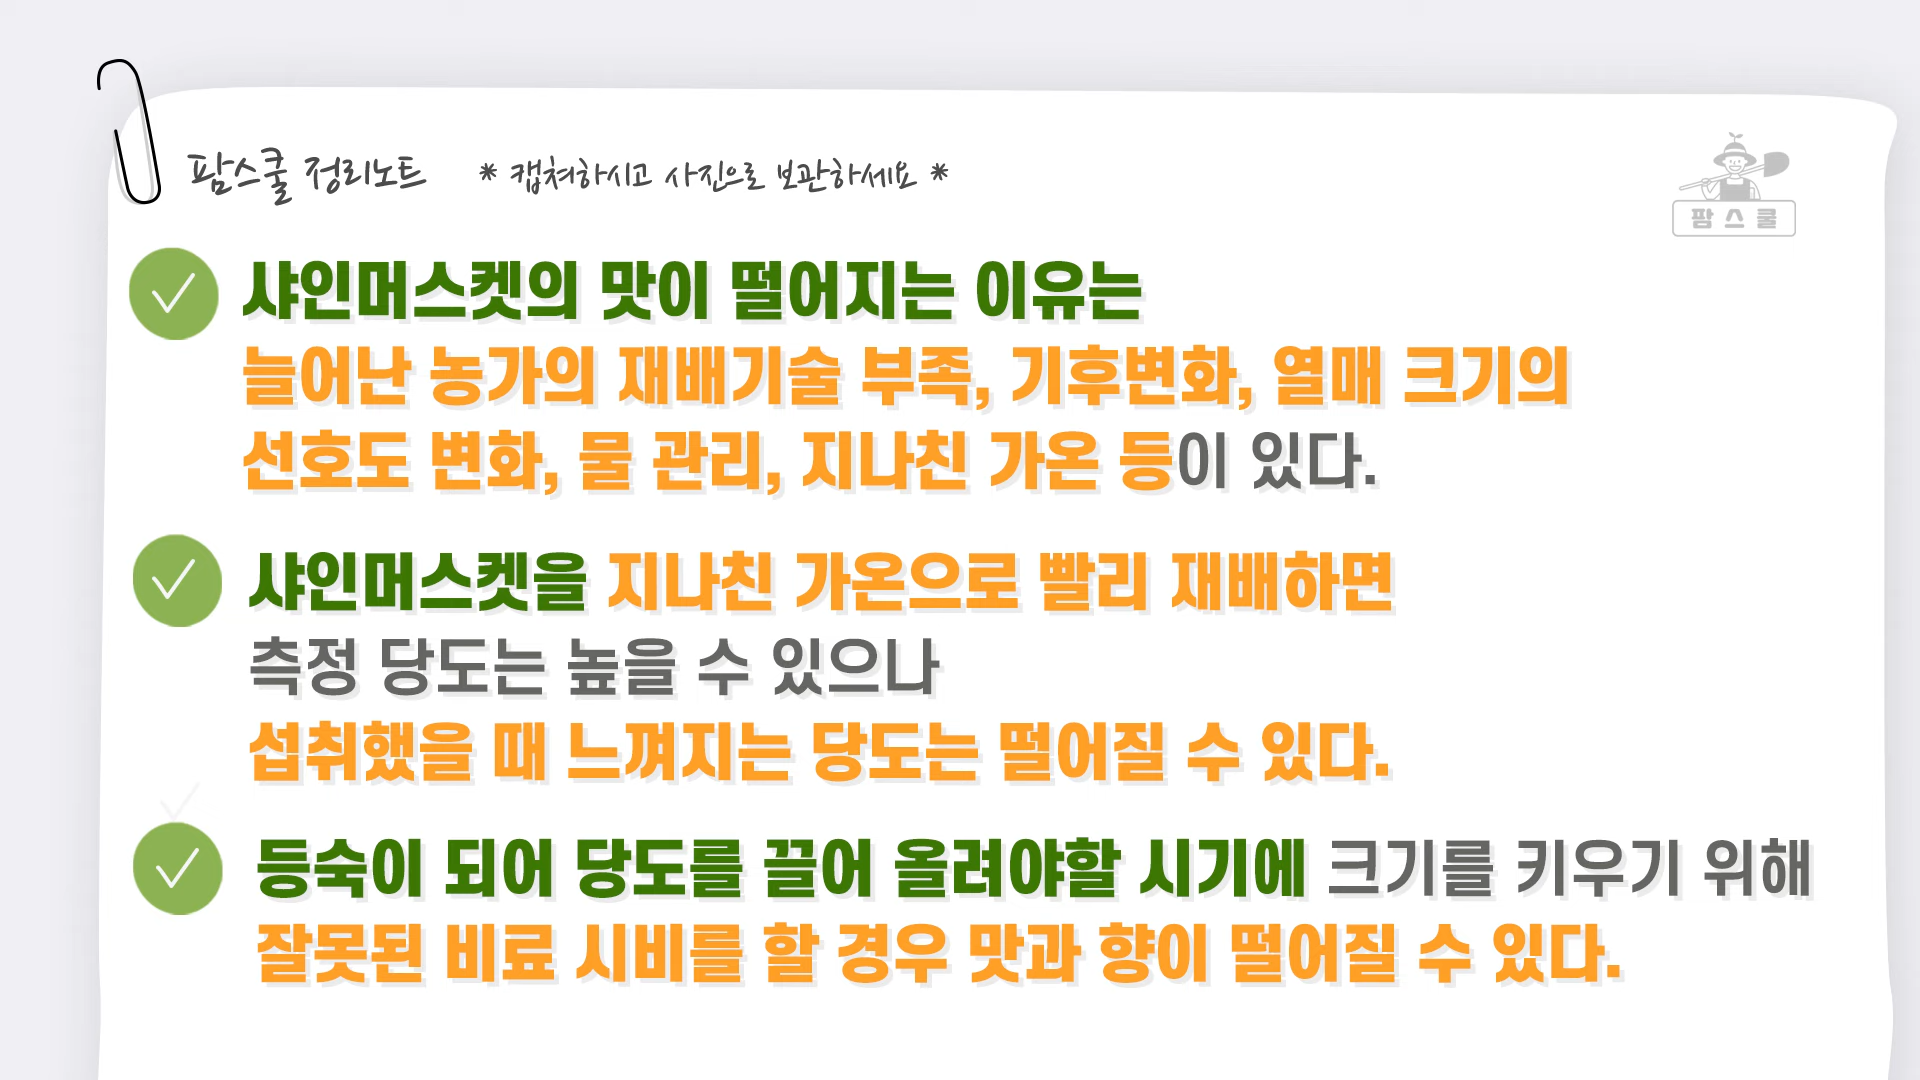 팜스쿨 정리노트 * 캡쳐하시고 사진으로 보관하세요 *
팜스쿨
샤인머스켓의 맛이 떨어지는 이유는
늘어난 농가의 재배기술 부족, 기후변화, 열매 크기의
선호도 변화, 물 관리, 지나친 가온 등이 있다.
샤인머스켓을 지나친 가온으로 빨리 재배하면
측정 당도는 높을 수 있으나
섭취했을 때 느껴지는 당도는 떨어질 수 있다.
등숙이 되어 당도를 끌어 올려야할 시기에 크기를 키우기 위해
잘못된 비료 시비를 할 경우 맛과 향이 떨어질 수 있다.